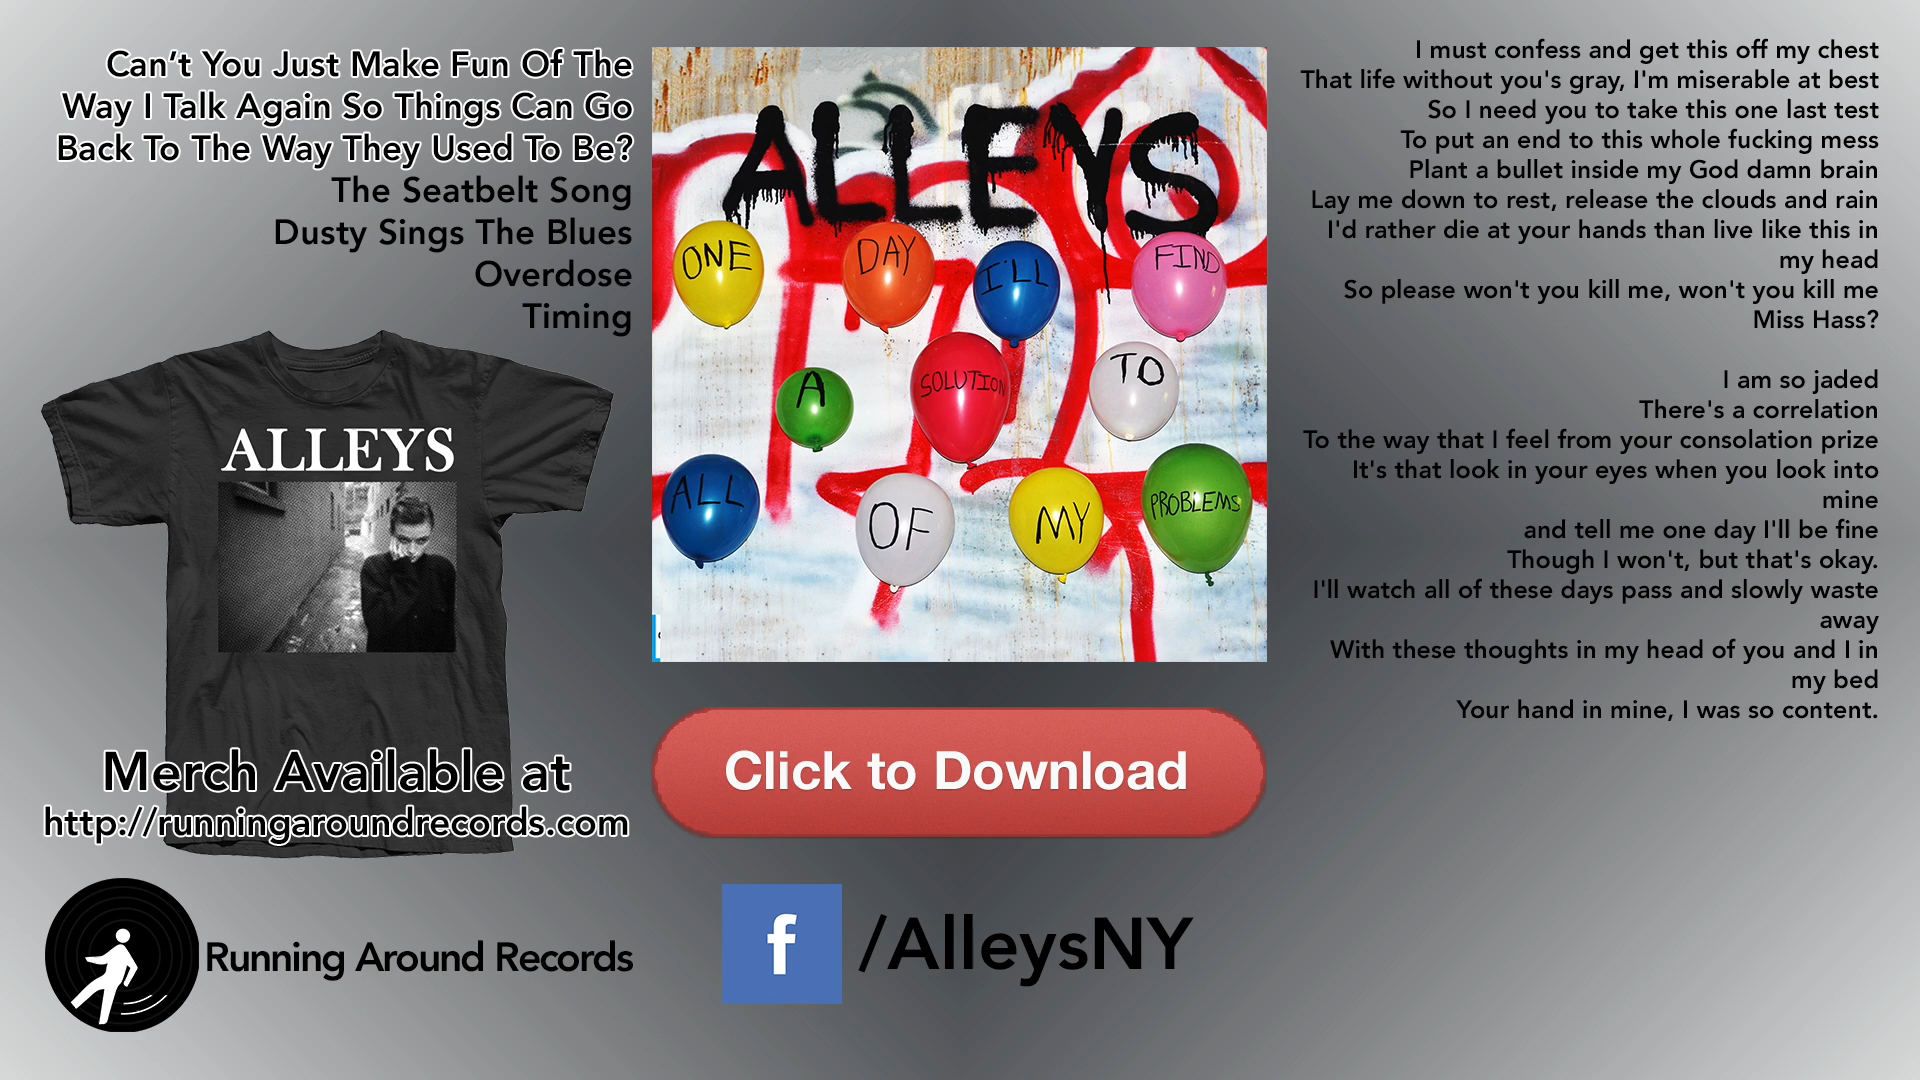 Can’t You Just Make Fun Of The
Way I Talk Again So Things Can Go
Back To The Way They Used To Be?
The Seatbelt Song
Dusty Sings The Blues
Overdose
Timing
ALLEYS
Merch Available at
http://runningaroundrecords.com
Running Around Records
ALLEYS
ONE DAY I'LL FIND
A SOLUTION TO
ALL OF MY PROBLEMS
Click to Download
f /AlleysNY
I must confess and get this off my chest
That life without you's gray, I'm miserable at best
So I need you to take this one last test
To put an end to this whole fucking mess
Plant a bullet inside my God damn brain
Lay me down to rest, release the clouds and rain
I'd rather die at your hands than live like this in
my head
So please won't you kill me, won't you kill me
Miss Hass?
I am so jaded
There's a correlation
To the way that I feel from your consolation prize
It's that look in your eyes when you look into
mine
and tell me one day I'll be fine
Though I won't, but that's okay.
I'll watch all of these days pass and slowly waste
away
With these thoughts in my head of you and I in
my bed
Your hand in mine, I was so content.